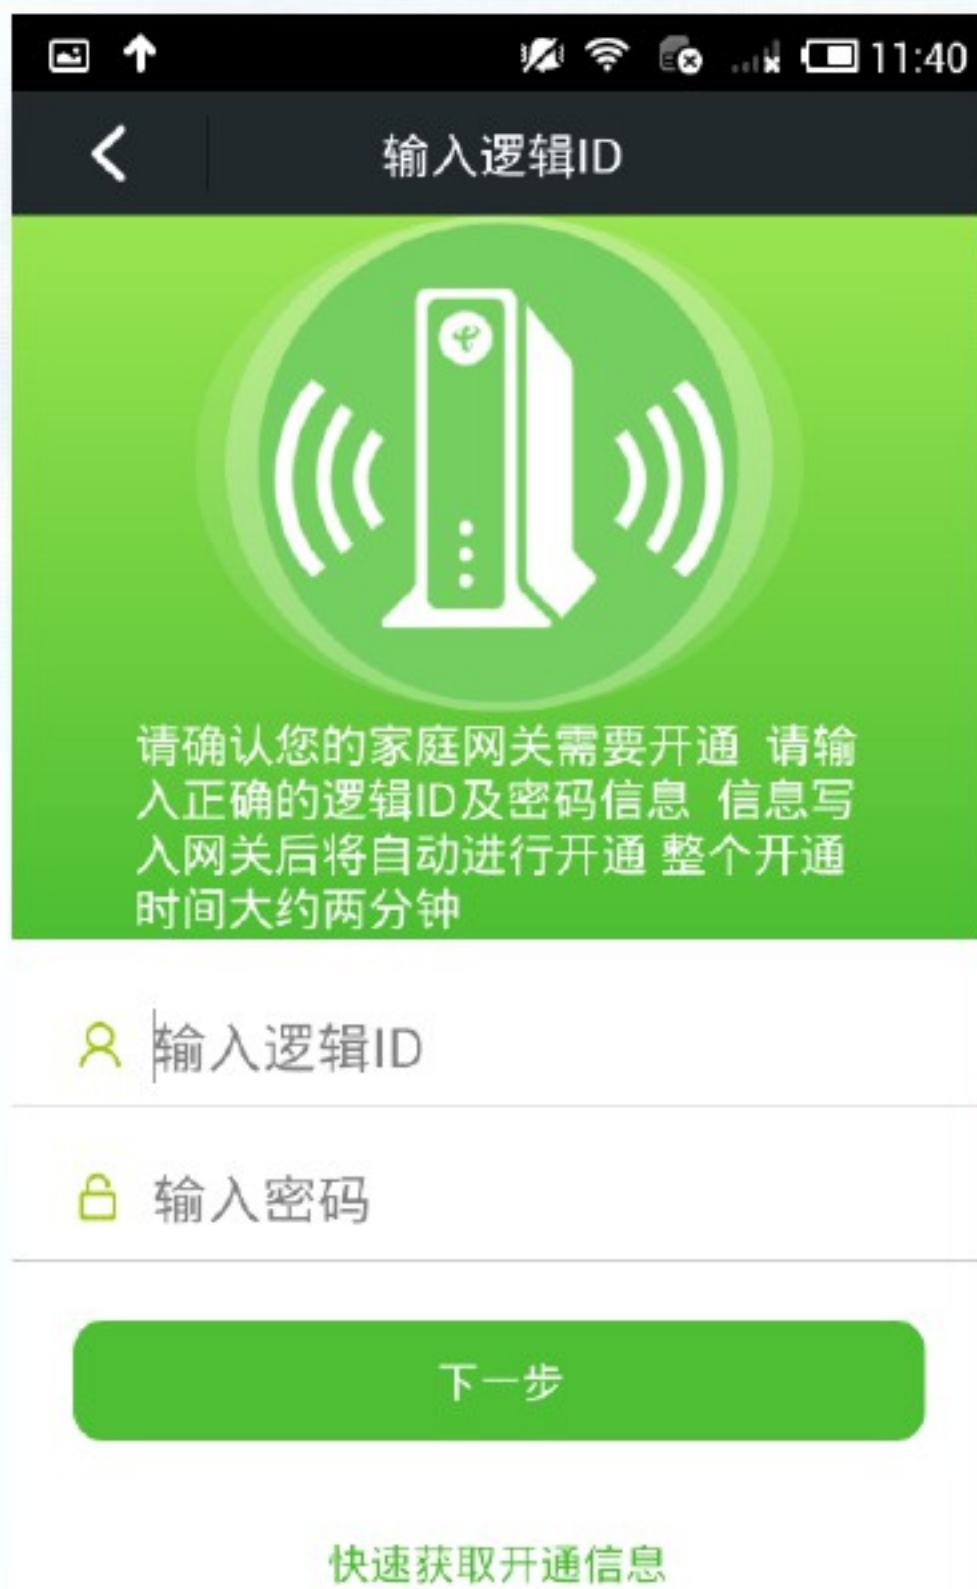 11:40
输入逻辑ID
请确认您的家庭网关需要开通 请输
入正确的逻辑ID及密码信息 信息写
入网关后将自动进行开通 整个开通
时间大约两分钟
输入逻辑ID
输入密码
下一步
快速获取开通信息